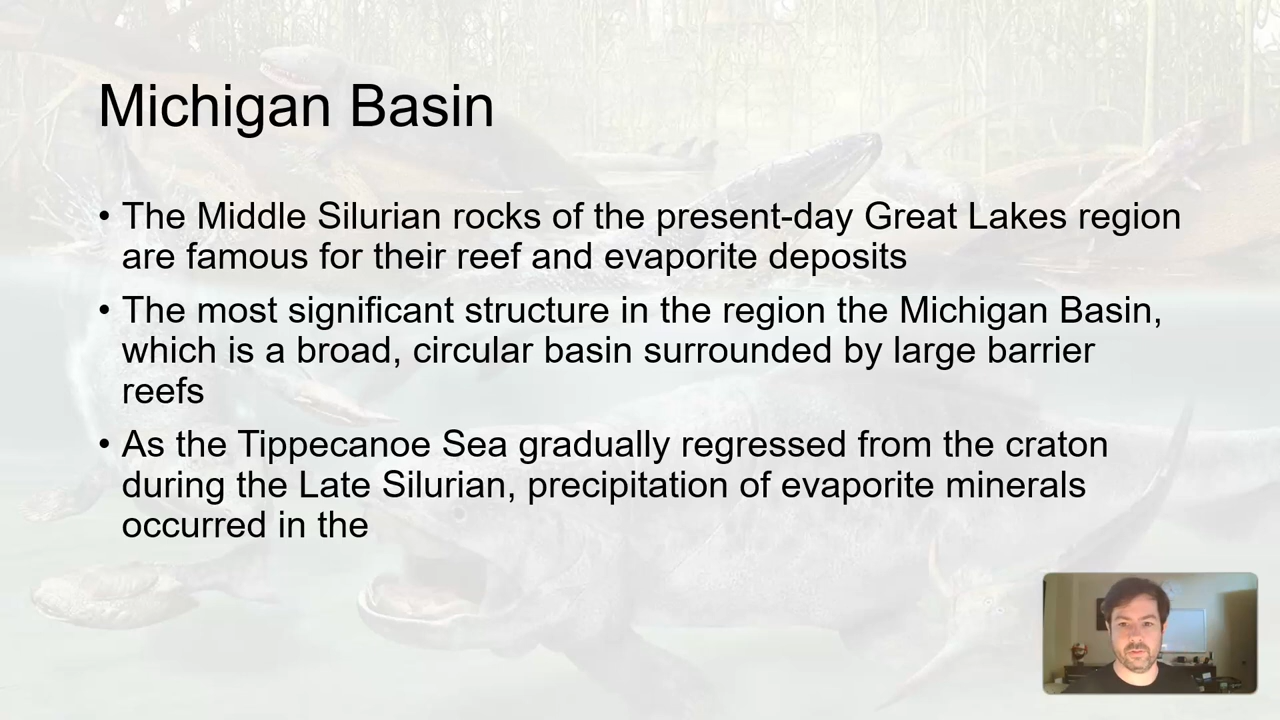 Michigan Basin
• The Middle Silurian rocks of the present-day Great Lakes region
are famous for their reef and evaporite deposits
• The most significant structure in the region the Michigan Basin,
which is a broad, circular basin surrounded by large barrier
reefs
• As the Tippecanoe Sea gradually regressed from the craton
during the Late Silurian, precipitation of evaporite minerals
occurred in the